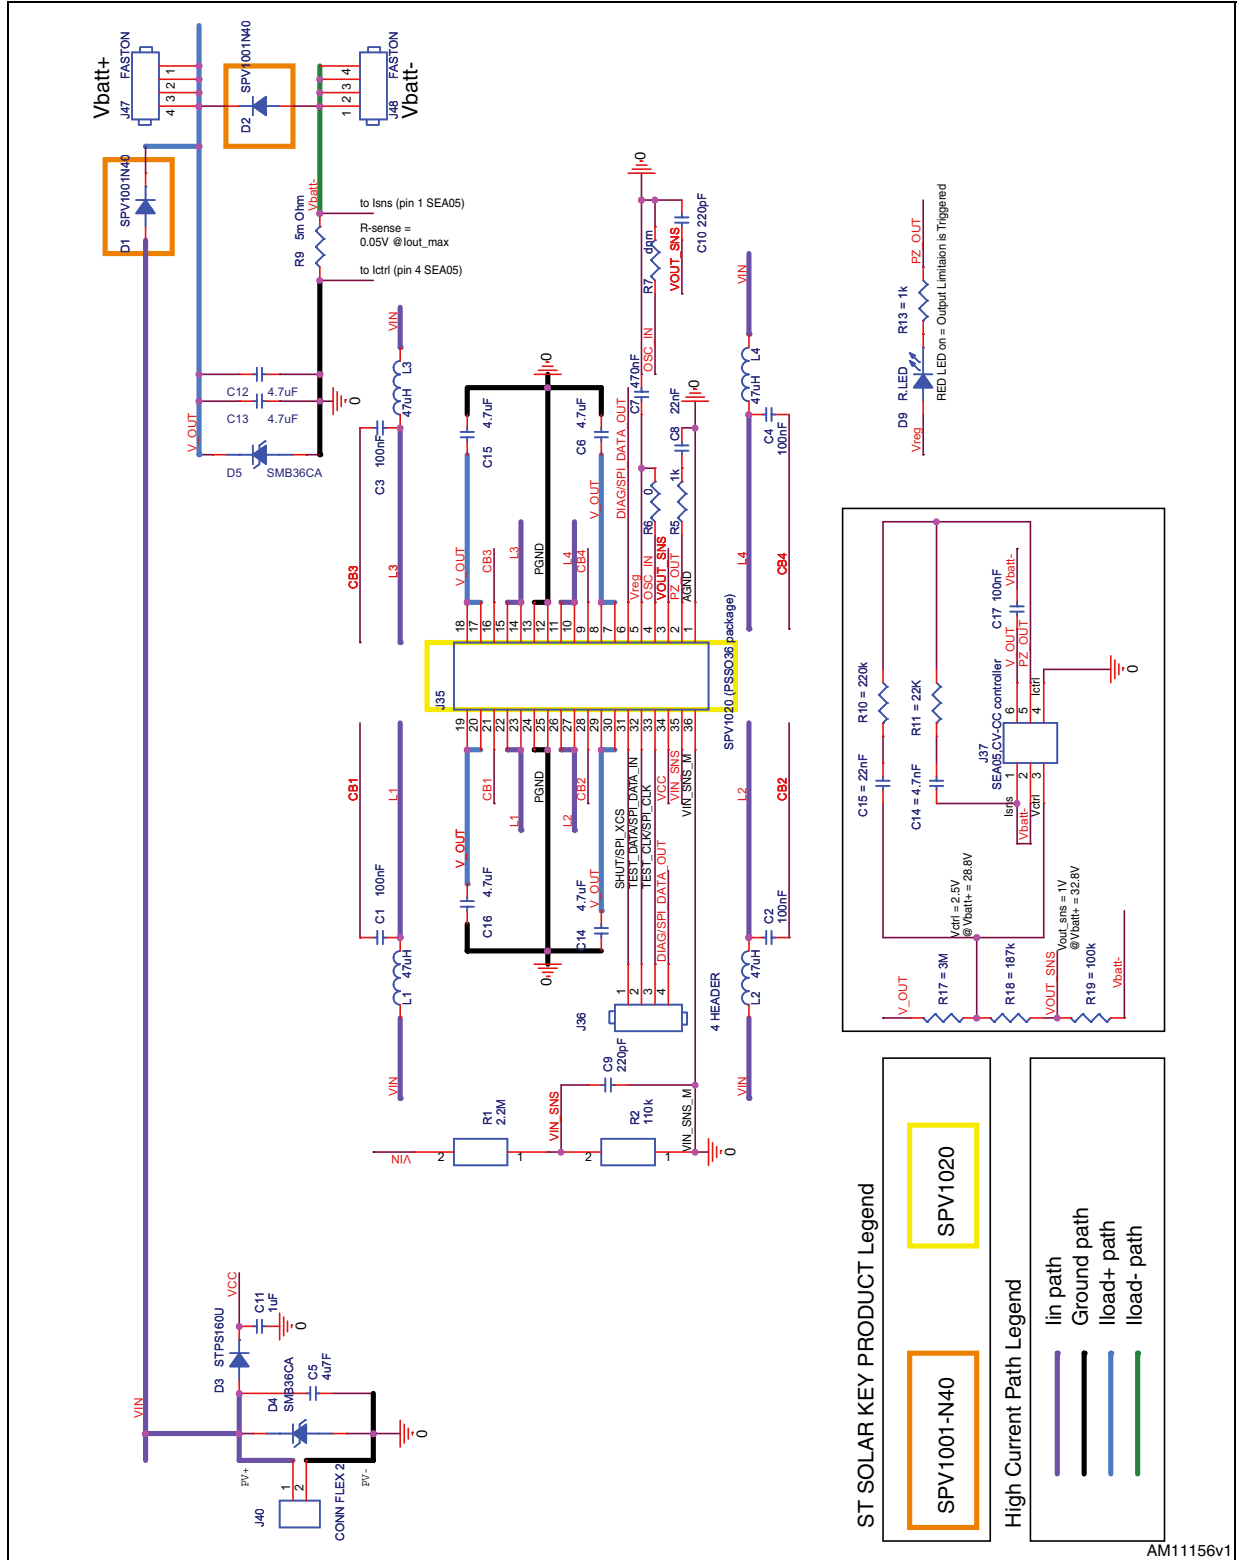 Vbatt+
J47
FASTON
4
3
2
1
D2
SPV1001N40
J48
FASTON
1
2
3
4
Vbatt-
D1
SPV1001N40
R9
5m Ohm
Vbatt-
to Isns (pin 1 SEA05)
R-sense =
0.05V @Iout_max
to Ictrl (pin 4 SEA05)
C12
4.7uF
C13
4.7uF
0
V_OUT
D5
SMB36CA
VIN
L3
47uH
C3
100nF
CB3
L3
0
C15
4.7uF
C6
4.7uF
V_OUT
V_OUT
CB3
L3
PGND
L4
CB4
DIAG/SPI_DATA_OUT
C7
470nF
OSC_IN
R7
dnm
VOUT_SNS
C10 220pF
0
R6
0
R5
1k
C8
22nF
0
Vreg
OSC_IN
VOUT_SNS
PZ_OUT
AGND
VIN
L4
47uH
C4
100nF
L4
CB4
18
17
16
15
14
13
12
11
10
9
8
7
6
5
4
3
2
1
J35
SPV1020 (PSSO36 package)
19
20
21
22
23
24
25
26
27
28
29
30
31
32
33
34
35
36
CB1
L1
C1
100nF
47uH
L1
VIN
V_OUT
CB1
L1
PGND
L2
CB2
C16
4.7uF
C14
4.7uF
V_OUT
0
SHUT/SPI_XCS
TEST_DATA/SPI_DATA_IN
TEST_CLK/SPI_CLK
DIAG/SPI_DATA_OUT
VCC
VIN_SNS
VIN_SNS_M
J36
1
2
3
4
4 HEADER
L2
CB2
C2
100nF
47uH
L2
VIN
VIN
2
R1
2.2M
1
VIN_SNS
C9
220pF
2
R2
110k
1
VIN_SNS_M
0
Vreg
D9
R.LED
R13 = 1k
PZ_OUT
RED LED on = Output Limitaion is Triggered
C15 = 22nF
R10 = 220k
C14 = 4.7nF
R11 = 22K
J37
SEA05,CV-CC controller
Isns
1
Vbatt-
2
Vctrl
3
6
V_OUT
5
PZ_OUT
4
Ictrl
C17 100nF
Vbatt-
0
Vctrl = 2.5V
@Vbatt+ = 28.8V
Vout_sns = 1V
@Vbatt+ = 32.8V
V_OUT
R17 = 3M
R18 = 187k
VOUT_SNS
R19 = 100k
Vbatt-
VIN
D3
STPS160U
VCC
C11
1uF
0
D4
SMB36CA
C5
4u7F
PV+
PV-
0
J40
1
2
CONN FLEX 2
ST SOLAR KEY PRODUCT Legend
SPV1001-N40
SPV1020
High Current Path Legend
Iin path
Ground path
Iload+ path
Iload- path
AM11156v1